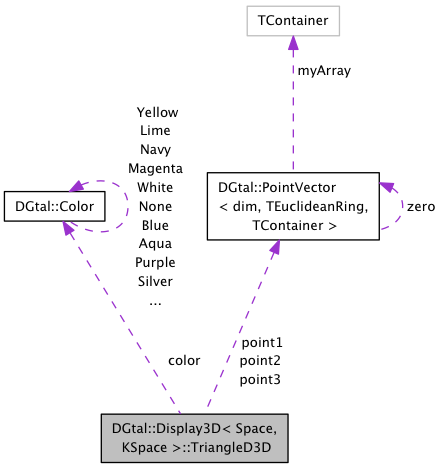 TContainer
myArray
Yellow
Lime
Navy
Magenta
White
None
Blue
Aqua
Purple
Silver
...
DGtal::Color
DGtal::PointVector
< dim, TEuclideanRing,
TContainer >
zero
color
point1
point2
point3
DGtal::Display3D< Space,
KSpace >::TriangleD3D